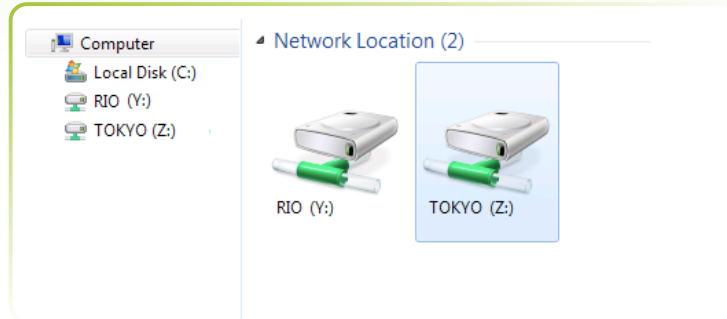 Computer
Local Disk (C:)
RIO (Y:)
TOKYO (Z:)
Network Location (2)
RIO (Y:)
TOKYO (Z:)